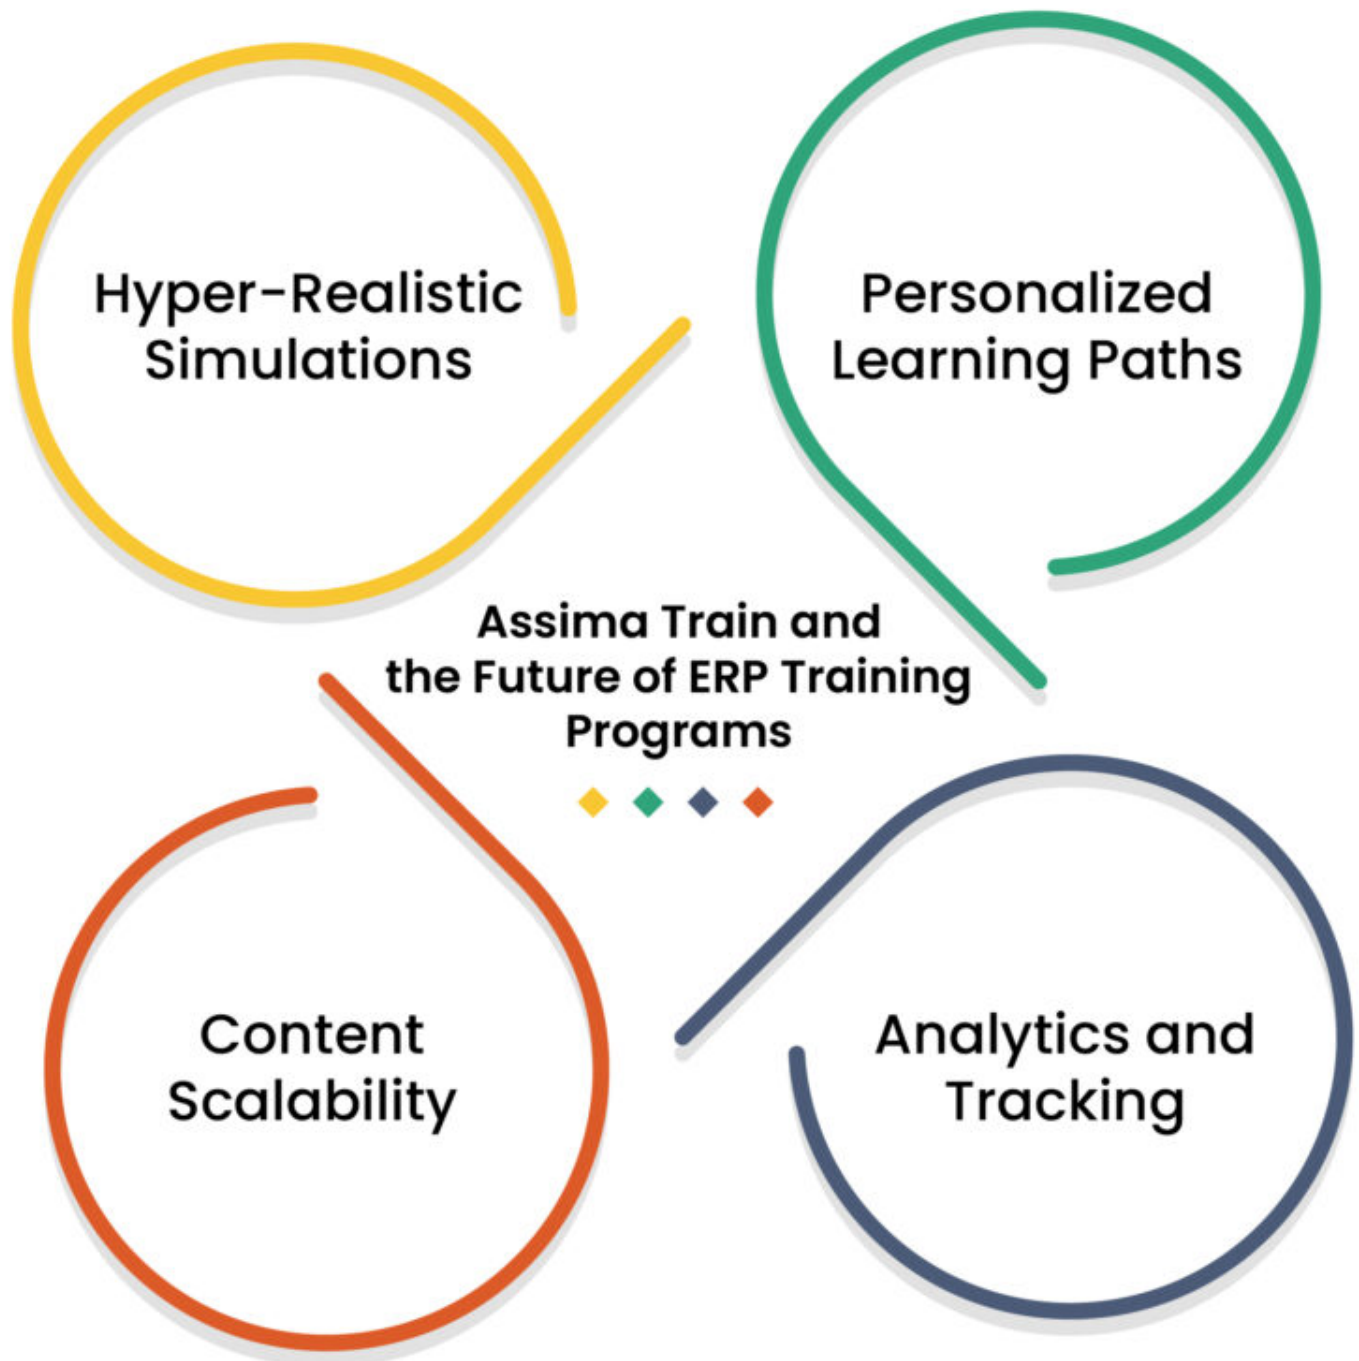 Hyper-Realistic
Simulations
Personalized
Learning Paths
Assima Train and
the Future of ERP Training
Programs
Content
Scalability
Analytics and
Tracking